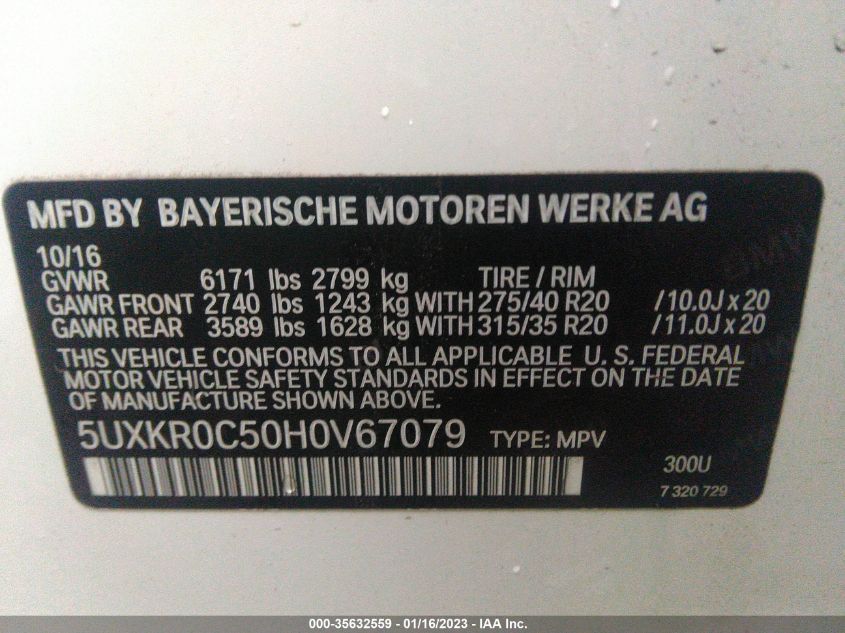 MFD BY BAYERISCHE MOTOREN WERKE AG
10/16
GVWR 6171 lbs 2799 kg TIRE / RIM
GAWR FRONT 2740 lbs 1243 kg WITH 275/40 R20 /10.0J x 20
GAWR REAR 3589 lbs 1628 kg WITH 315/35 R20 /11.0J x 20
THIS VEHICLE CONFORMS TO ALL APPLICABLE U. S. FEDERAL
MOTOR VEHICLE SAFETY STANDARDS IN EFFECT ON THE DATE
OF MANUFACTURE SHOWN ABOVE.
5UXKR0C50H0V67079 TYPE: MPV
300U
7 320 729
000-35632559 - 01/16/2023 - IAA Inc.